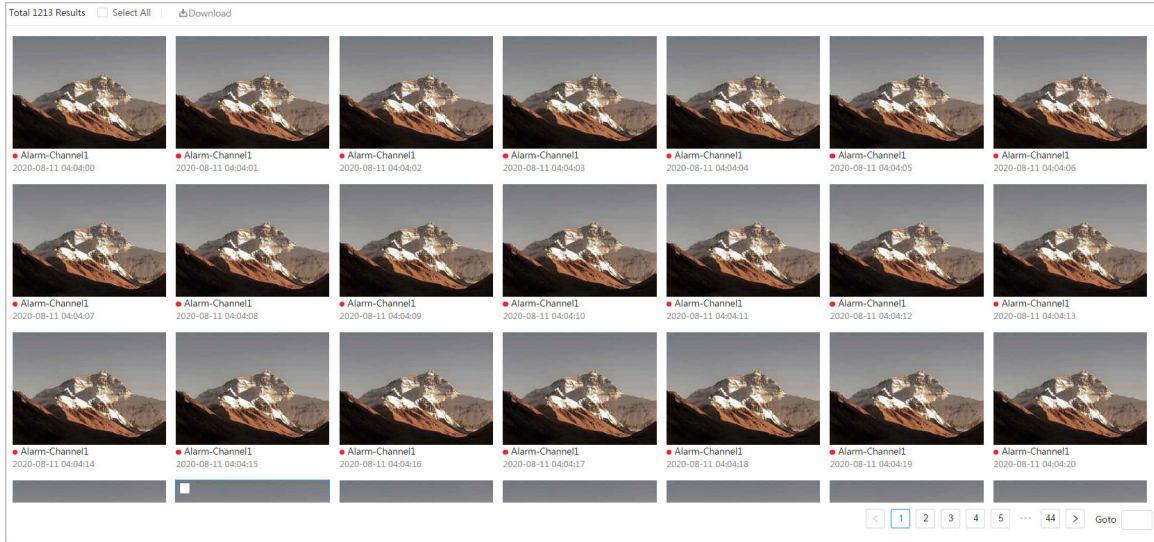 Total 1213 Results Select All Download
Alarm-Channel1 Alarm-Channel1 Alarm-Channel1 Alarm-Channel1 Alarm-Channel1 Alarm-Channel1 Alarm-Channel1
2020-08-11 04:04:00 2020-08-11 04:04:01 2020-08-11 04:04:02 2020-08-11 04:04:03 2020-08-11 04:04:04 2020-08-11 04:04:05 2020-08-11 04:04:06
Alarm-Channel1 Alarm-Channel1 Alarm-Channel1 Alarm-Channel1 Alarm-Channel1 Alarm-Channel1 Alarm-Channel1
2020-08-11 04:04:07 2020-08-11 04:04:08 2020-08-11 04:04:09 2020-08-11 04:04:10 2020-08-11 04:04:11 2020-08-11 04:04:12 2020-08-11 04:04:13
Alarm-Channel1 Alarm-Channel1 Alarm-Channel1 Alarm-Channel1 Alarm-Channel1 Alarm-Channel1 Alarm-Channel1
2020-08-11 04:04:14 2020-08-11 04:04:15 2020-08-11 04:04:16 2020-08-11 04:04:17 2020-08-11 04:04:18 2020-08-11 04:04:19 2020-08-11 04:04:20
< 1 2 3 4 5 ··· 44 > Goto